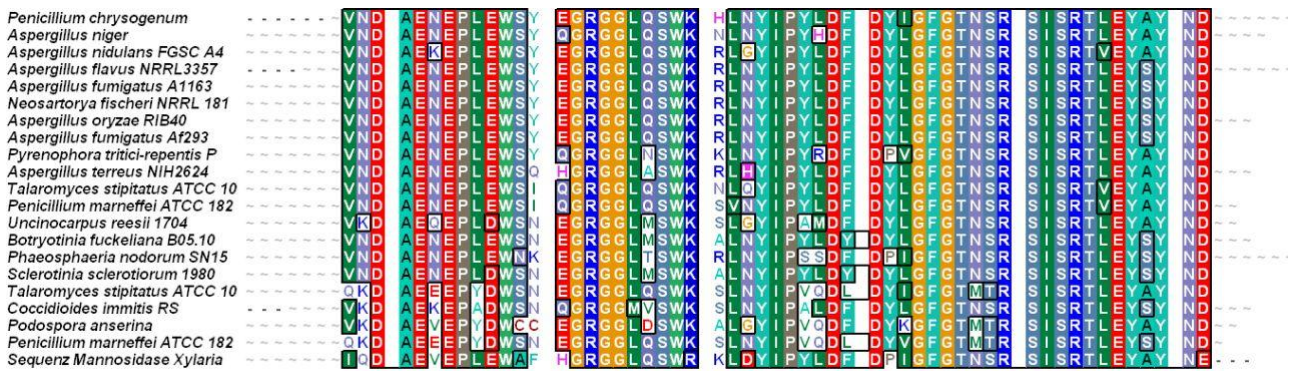 Penicillium chrysogenum VND AENEPLEWSY EGRGGLQSWK HLNYIPYLDF DYIGFGTNSR SISRTLEYAY ND
Aspergillus niger VND AENEPLEWSY QGRGGLQSWK NLNYIPYHDF DYLGFGTNSR SISRTLEYAY ND
Aspergillus nidulans FGSC A4 VND AEKEPLEWSY EGRGGLQSWK RLGYIPYLDF DYLGFGTNSR SISRTVEYAY ND
Aspergillus flavus NRRL3357 VND AENEPLEWSY EGRGGLQSWK RLNYIPYLDF DYLGFGTNSR SISRTLEYSY ND
Aspergillus fumigatus A1163 VND AENEPLEWSY EGRGGLQSWK RLNYIPYLDF DYLGFGTNSR SISRTLEYSY ND
Neosartorya fischeri NRRL 181 VND AENEPLEWSY EGRGGLQSWK RLNYIPYLDF DYLGFGTNSR SISRTLEYSY ND
Aspergillus oryzae RIB40 VND AENEPLEWSY EGRGGLQSWK RLNYIPYLDF DYLGFGTNSR SISRTLEYSY ND
Aspergillus fumigatus Af293 VND AENEPLEWSY EGRGGLQSWK RLNYIPYLDF DYLGFGTNSR SISRTLEYSY ND
Pyrenophora tritici-repentis P VND AENEPLEWSY QGRGGLNSWK KLNYIPYRDF DPVGFGTNSR SISRTLEYAY ND
Aspergillus terreus NIH2624 VND AENEPLEWSQ HGRGGLASWK RLHYIPYLDF DYLGFGTNSR SISRTLEYAY ND
Talaromyces stipitatus ATCC 10 VND AENEPLEWSI QGRGGLQSWK NLQYIPYLDF DYLGFGTNSR SISRTVEYAY ND
Penicillium marneffei ATCC 182 VND AENEPLEWSI QGRGGLQSWK SVNYIPYLDF DYLGFGTNSR SISRTVEYAY ND
Uncinocarpus reesii 1704 VKD AEQEPLDWSN EGRGGLMSWK SLGYIPAMDF DYLGFGTNSR SISRTLEYAY ND
Botryotinia fuckeliana B05.10 VND AENEPLEWSN EGRGGLMSWK ALNYIPYLDY DYLGFGTNSR SISRTLEYSY ND
Phaeosphaeria nodorum SN15 VND AENEPLEWNK EGRGGLTSWK RLNYIPSSDF DPIGFGTNSR SISRTLEYAY ND
Sclerotinia sclerotiorum 1980 VND AENEPLDWSN EGRGGLMSWK ALNYIPYLDY DYLGFGTNSR SISRTLEYSY ND
Talaromyces stipitatus ATCC 10 QKD AEEEPYDWSN EGRGGLQSWK SLNYIPVQDL DYIGFGTMTR SISRTLEYAY ND
Coccidioides immitis RS VKD AEKEPADWSN QGRGGMVSWK SLNYIPALDF DYLGFGTNSR SISRTLEYSY ND
Podospora anserina VKD AEVEPYDWCC EGRGGLDSWK ALGYIPVQDF DYKGFGTMTR SISRTLEYAY ND
Penicillium marneffei ATCC 182 QKD AEVEPYDWSN EGRGGLQSWK SLNYIPVQDL DYLGFGTMTR SISRTLEYSY ND
Sequenz Mannosidase Xylaria IQ AEVEPLEWAF HGRGGLQSWR KLDYIPYLDF DPIGFGTNSR SISRTLEYAY NE